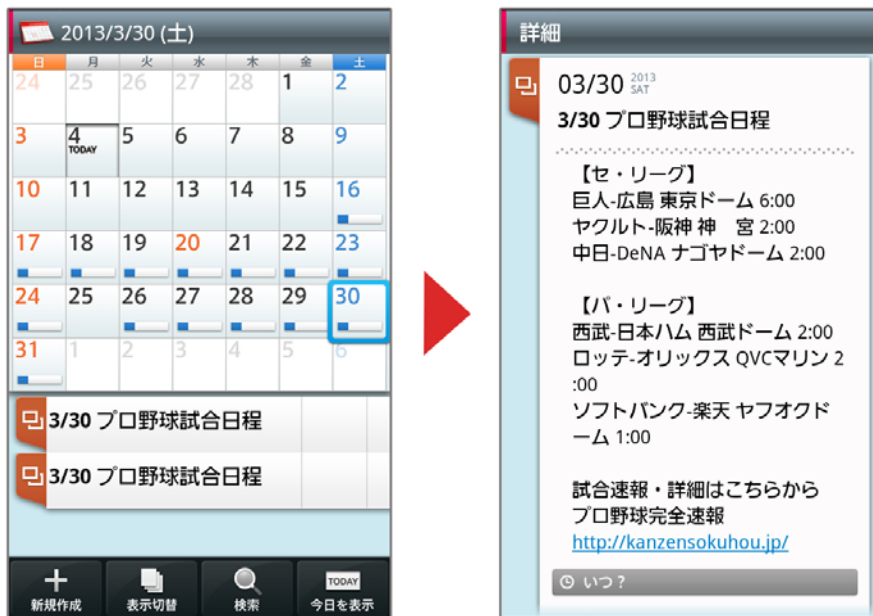 2013/3/30 (土)
日 月 火 水 木 金 土
24 25 26 27 28 1 2
3 4 5 6 7 8 9
TODAY
10 11 12 13 14 15 16
17 18 19 20 21 22 23
24 25 26 27 28 29 30
31 1 2 3 4 5 6
3/30 プロ野球試合日程
3/30 プロ野球試合日程
新規作成 表示切替 検索 TODAY 今日を表示
詳細
03/30 2013 SAT
3/30 プロ野球試合日程
【セ・リーグ】
巨人-広島 東京ドーム 6:00
ヤクルト-阪神 神　宮 2:00
中日-DeNA ナゴヤドーム 2:00
【パ・リーグ】
西武-日本ハム 西武ドーム 2:00
ロッテ-オリックス QVCマリン 2
:00
ソフトバンク-楽天 ヤフオクド
ーム 1:00
試合速報・詳細はこちらから
プロ野球完全速報
http://kanzensokuhou.jp/
いつ？